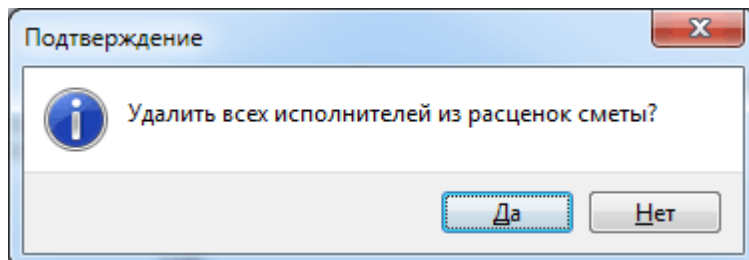 Подтверждение
Удалить всех исполнителей из расценок сметы?
Да
Нет